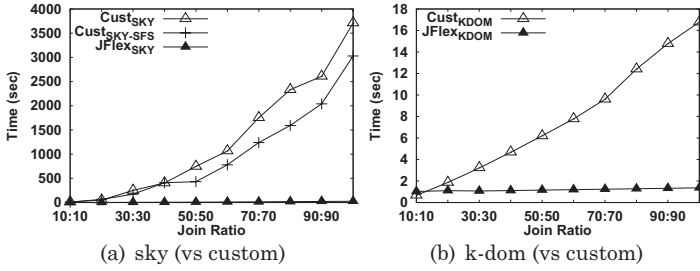 4000
3500
3000
2500
2000
1500
1000
500
0
Time (sec)
Cust_SKY
Cust_SKY-SFS
JFlex_SKY
10:10 30:30 50:50 70:70 90:90
Join Ratio
(a) sky (vs custom)
18
16
14
12
10
8
6
4
2
0
Time (sec)
Cust_KDOM
JFlex_KDOM
10:10 30:30 50:50 70:70 90:90
Join Ratio
(b) k-dom (vs custom)